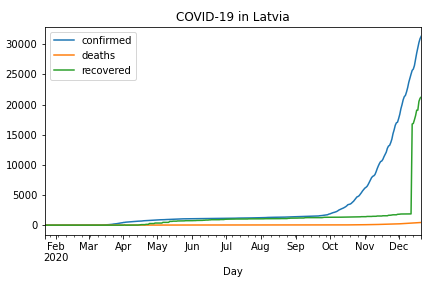 COVID-19 in Latvia
confirmed
deaths
recovered
30000
25000
20000
15000
10000
5000
0
Feb Mar Apr May Jun Jul Aug Sep Oct Nov Dec
2020
Day